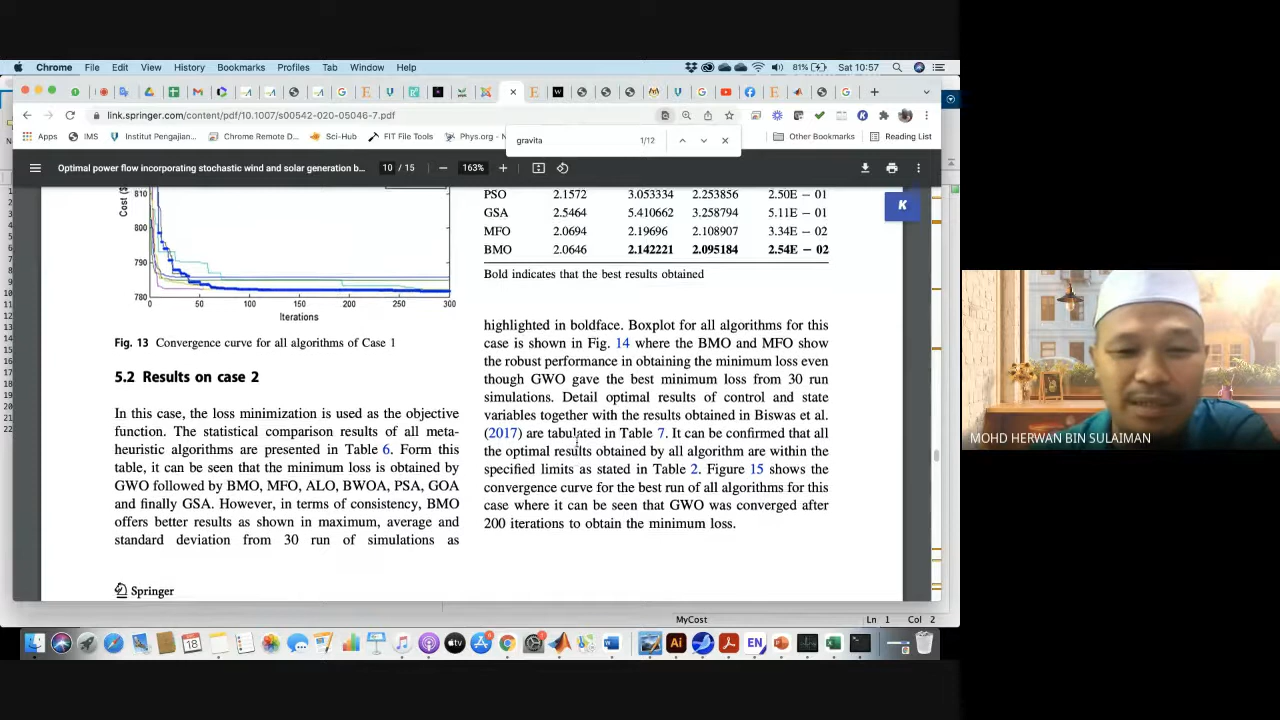 Chrome File Edit View History Bookmarks Profiles Tab Window Help 81% Sat 10:57
link.springer.com/content/pdf/10.1007/s00542-020-05046-7.pdf
Apps IMS Institut Pengajian... Chrome Remote D... Sci-Hub FIT File Tools Phys.org - N Other Bookmarks Reading List
gravita 1/12
Optimal power flow incorporating stochastic wind and solar generation b... 10 / 15 163%
Cost ($
810
800
790
780
0 50 100 150 200 250 300
Iterations
Fig. 13 Convergence curve for all algorithms of Case 1
5.2 Results on case 2
In this case, the loss minimization is used as the objective
function. The statistical comparison results of all meta-
heuristic algorithms are presented in Table 6. Form this
table, it can be seen that the minimum loss is obtained by
GWO followed by BMO, MFO, ALO, BWOA, PSA, GOA
and finally GSA. However, in terms of consistency, BMO
offers better results as shown in maximum, average and
standard deviation from 30 run of simulations as
Springer
PSO 2.1572 3.053334 2.253856 2.50E − 01
GSA 2.5464 5.410662 3.258794 5.11E − 01
MFO 2.0694 2.19696 2.108907 3.34E − 02
BMO 2.0646 2.142221 2.095184 2.54E − 02
Bold indicates that the best results obtained
highlighted in boldface. Boxplot for all algorithms for this
case is shown in Fig. 14 where the BMO and MFO show
the robust performance in obtaining the minimum loss even
though GWO gave the best minimum loss from 30 run
simulations. Detail optimal results of control and state
variables together with the results obtained in Biswas et al.
(2017) are tabulated in Table 7. It can be confirmed that all
the optimal results obtained by all algorithm are within the
specified limits as stated in Table 2. Figure 15 shows the
convergence curve for the best run of all algorithms for this
case where it can be seen that GWO was converged after
200 iterations to obtain the minimum loss.
K
MyCost Ln 1 Col 2
18
Ai
EN
MOHD HERWAN BIN SULAIMAN